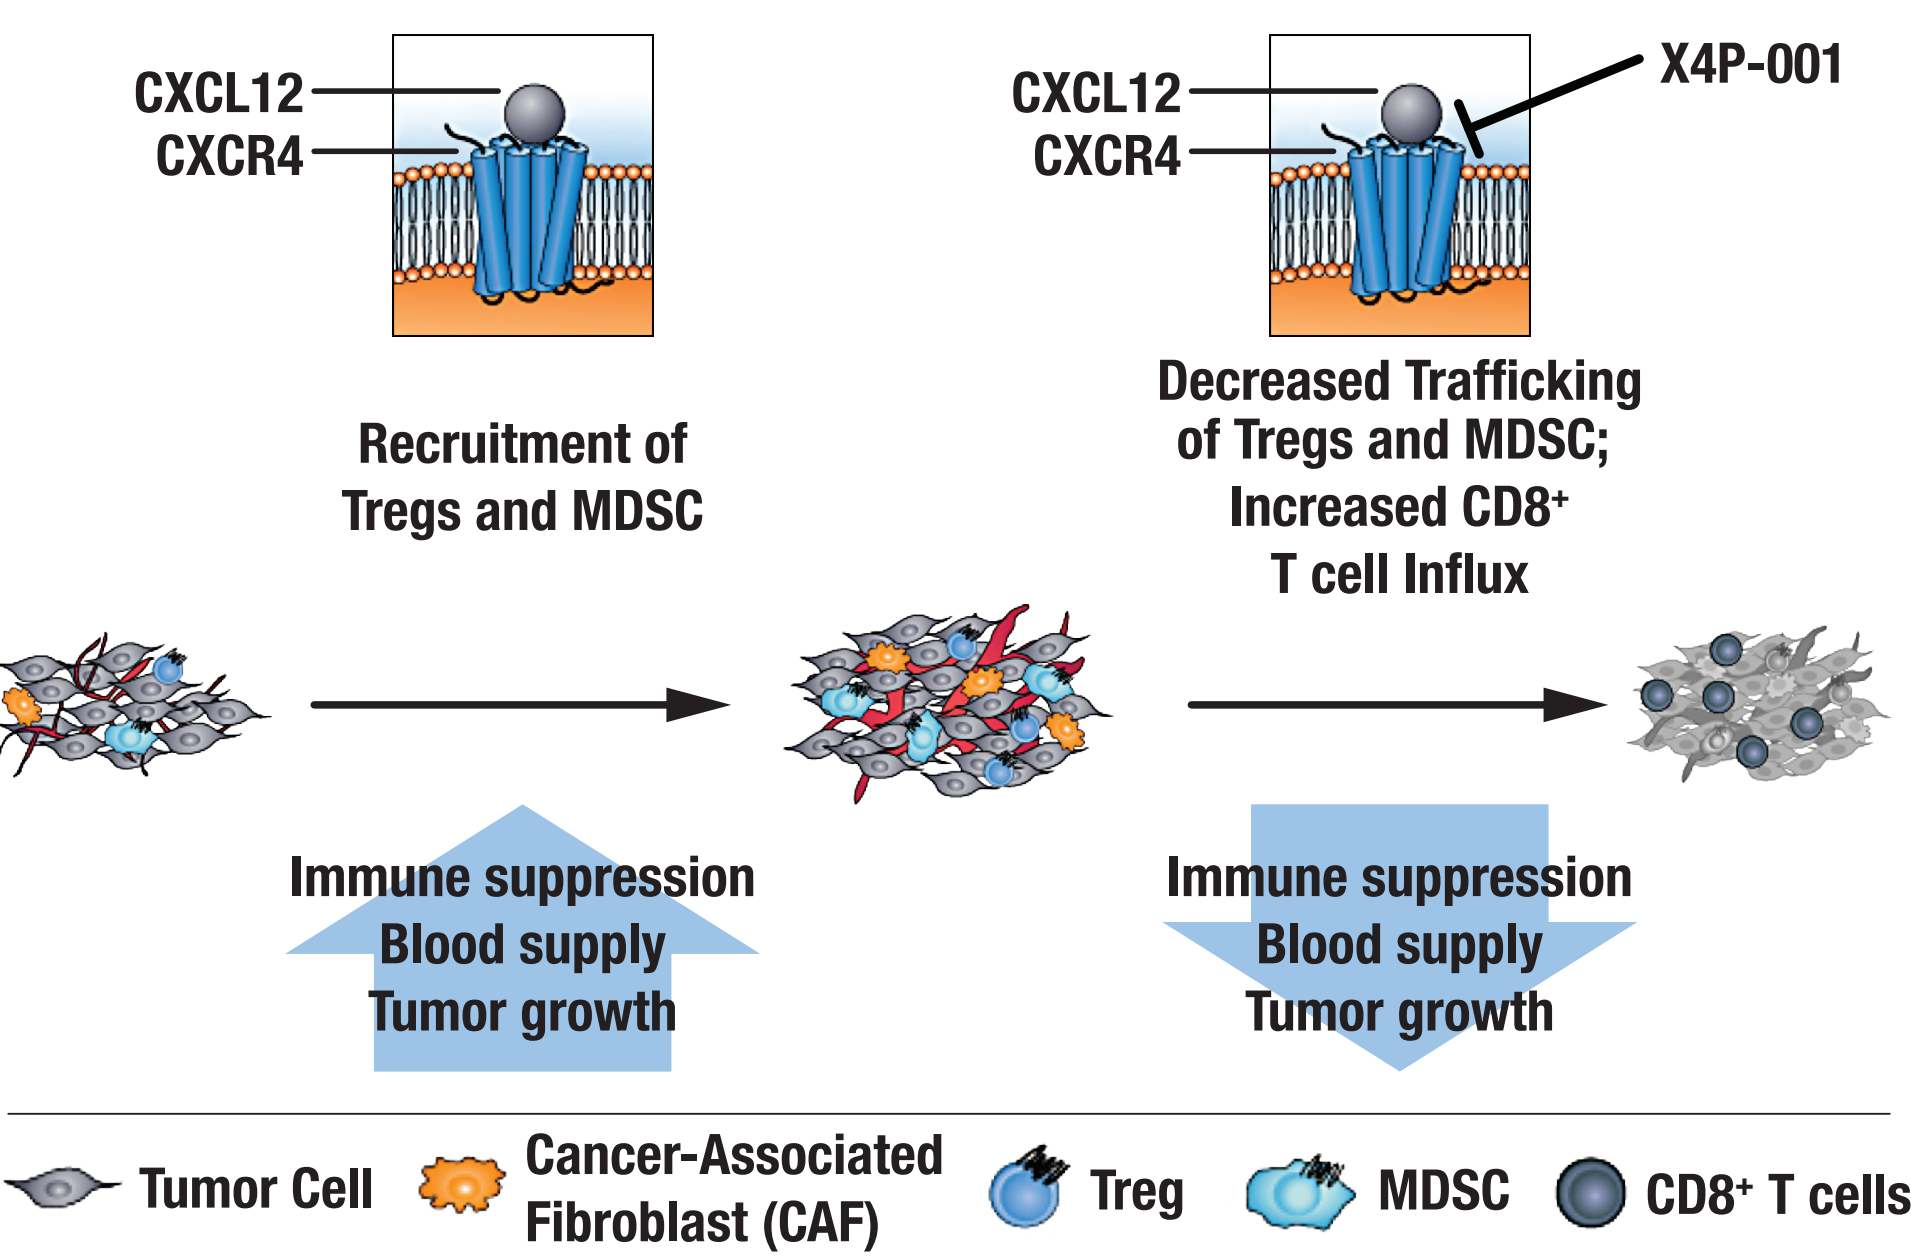 CXCL12
CXCR4
Recruitment of
Tregs and MDSC
Immune suppression
Blood supply
Tumor growth
CXCL12
CXCR4
X4P-001
Decreased Trafficking
of Tregs and MDSC;
Increased CD8⁺
T cell Influx
Immune suppression
Blood supply
Tumor growth
Tumor Cell
Cancer-Associated
Fibroblast (CAF)
Treg
MDSC
CD8⁺ T cells